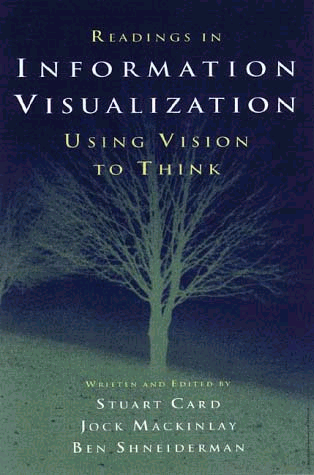 READINGS IN
INFORMATION
VISUALIZATION
USING VISION
TO THINK
WRITTEN AND EDITED BY
STUART CARD
JOCK MACKINLAY
BEN SHNEIDERMAN